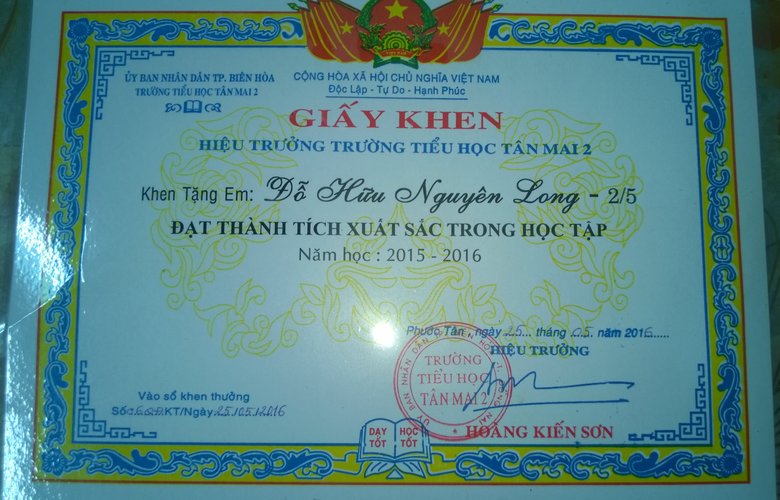 ỦY BAN NHÂN DÂN TP. BIÊN HÒA
TRƯỜNG TIỂU HỌC TÂN MAI 2
CỘNG HÒA XÃ HỘI CHỦ NGHĨA VIỆT NAM
Độc Lập - Tự Do - Hạnh Phúc
GIẤY KHEN
HIỆU TRƯỞNG TRƯỜNG TIỂU HỌC TÂN MAI 2
Khen Tặng Em: Đỗ Hữu Nguyên Long - 2/5
ĐẠT THÀNH TÍCH XUẤT SẮC TRONG HỌC TẬP
Năm học : 2015 - 2016
Phước Tân, ngày 25 tháng 05 năm 2016
HIỆU TRƯỞNG
TRƯỜNG
TIỂU HỌC
TÂN MAI 2
Vào sổ khen thưởng
KT/Ngày 25/05/2016
DẠY TỐT
HỌC TỐT
HOÀNG KIẾN SƠN